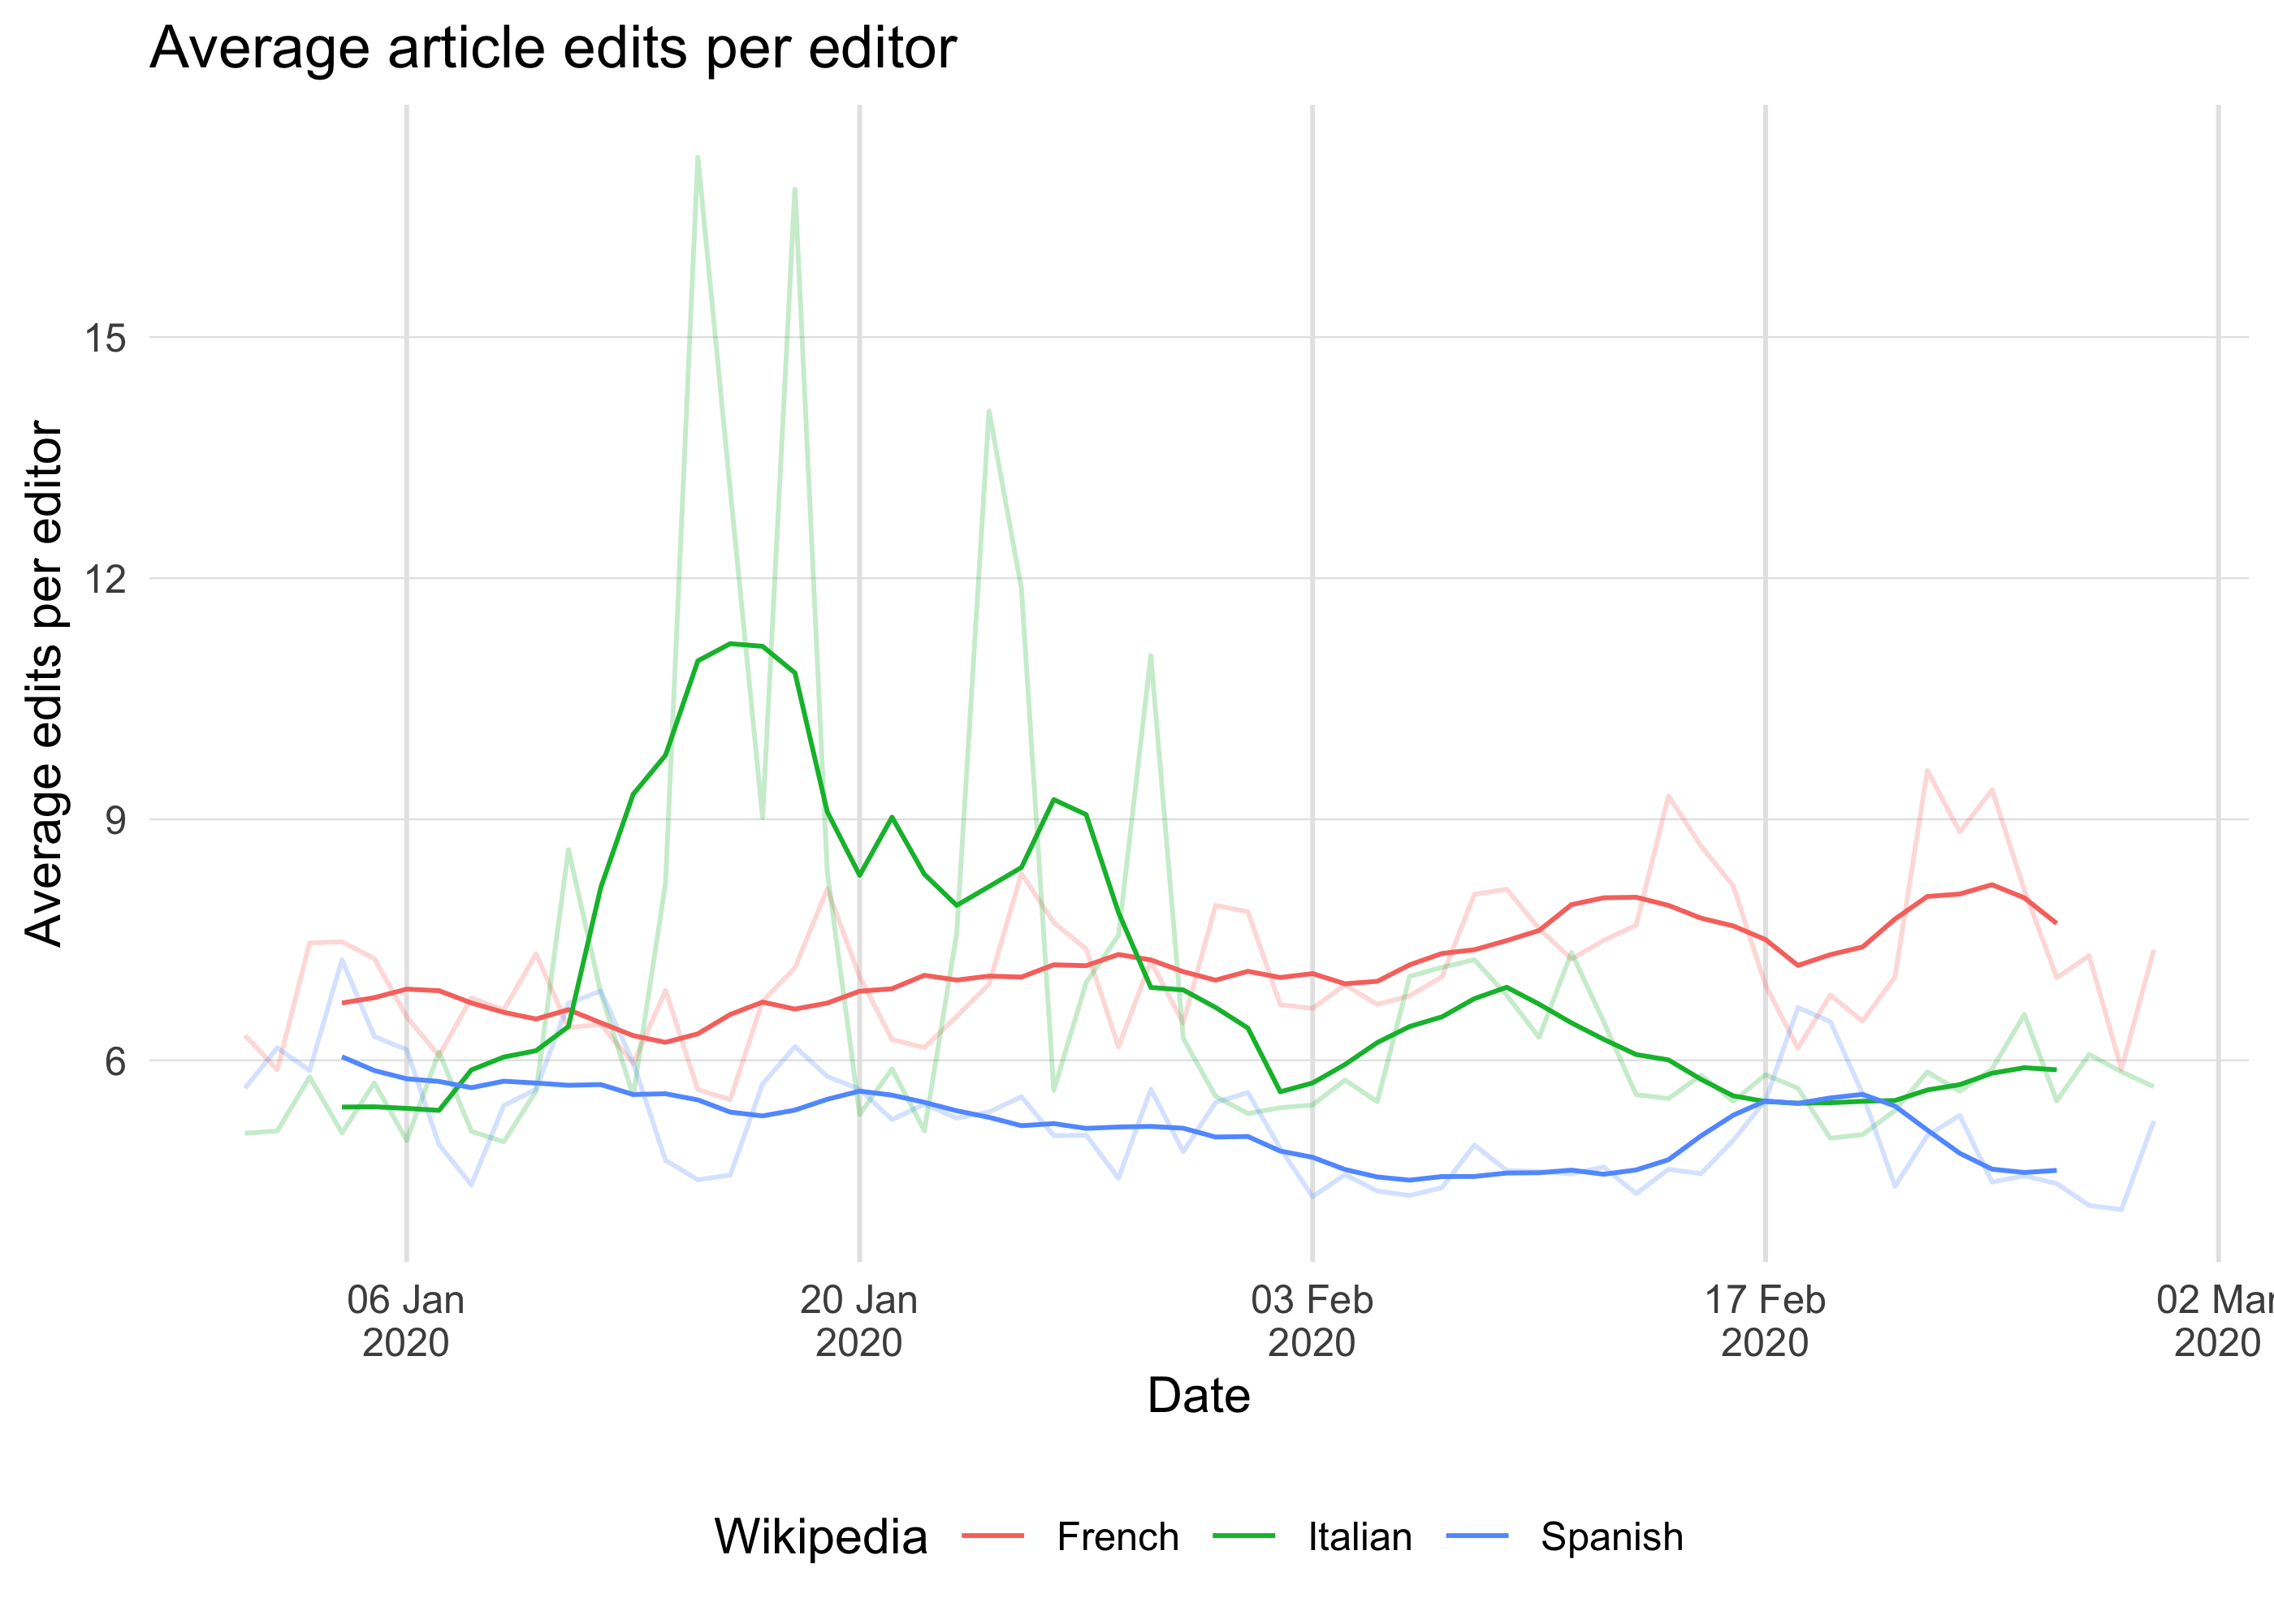 Average article edits per editor
Average edits per editor
15
12
9
6
06 Jan
2020
20 Jan
2020
03 Feb
2020
17 Feb
2020
02 Mar
2020
Date
Wikipedia French Italian Spanish